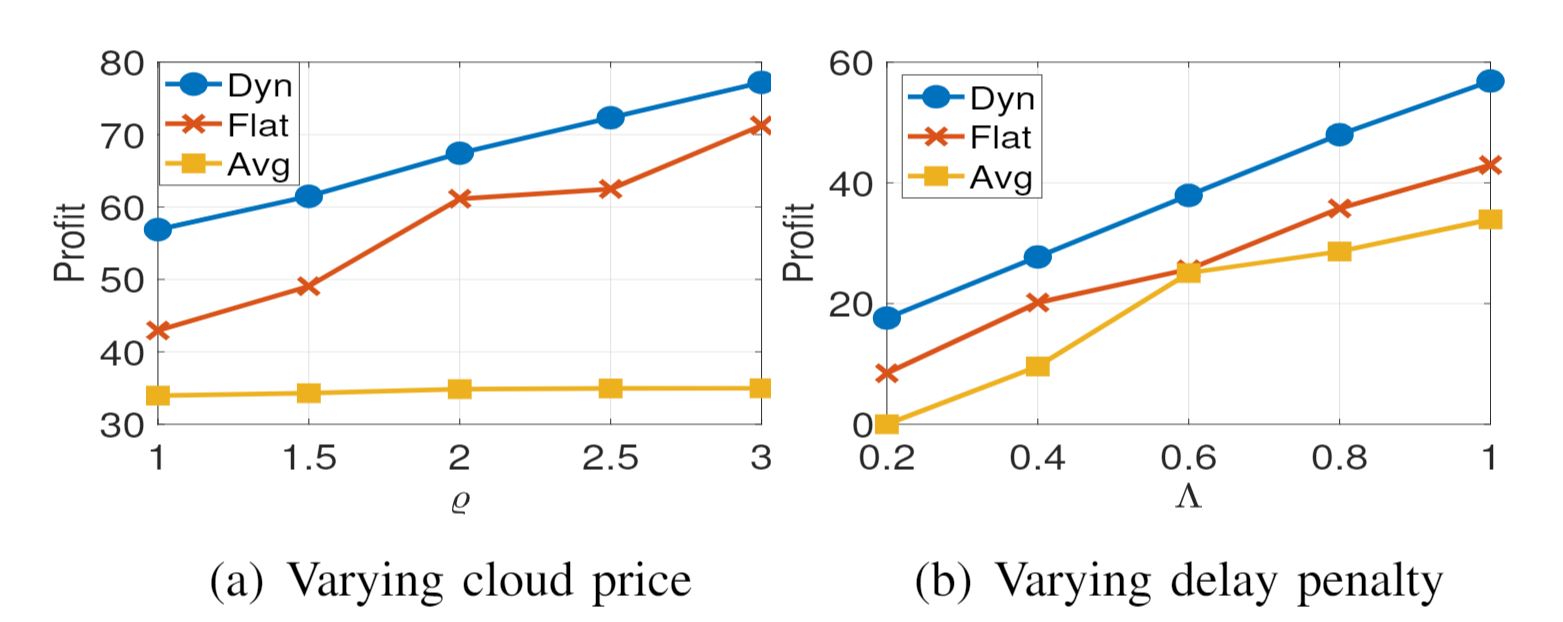 80
70
60
50
40
30
Profit
Dyn
Flat
Avg
1 1.5 2 2.5 3
ϱ
(a) Varying cloud price
60
40
20
0
Profit
Dyn
Flat
Avg
0.2 0.4 0.6 0.8 1
Λ
(b) Varying delay penalty